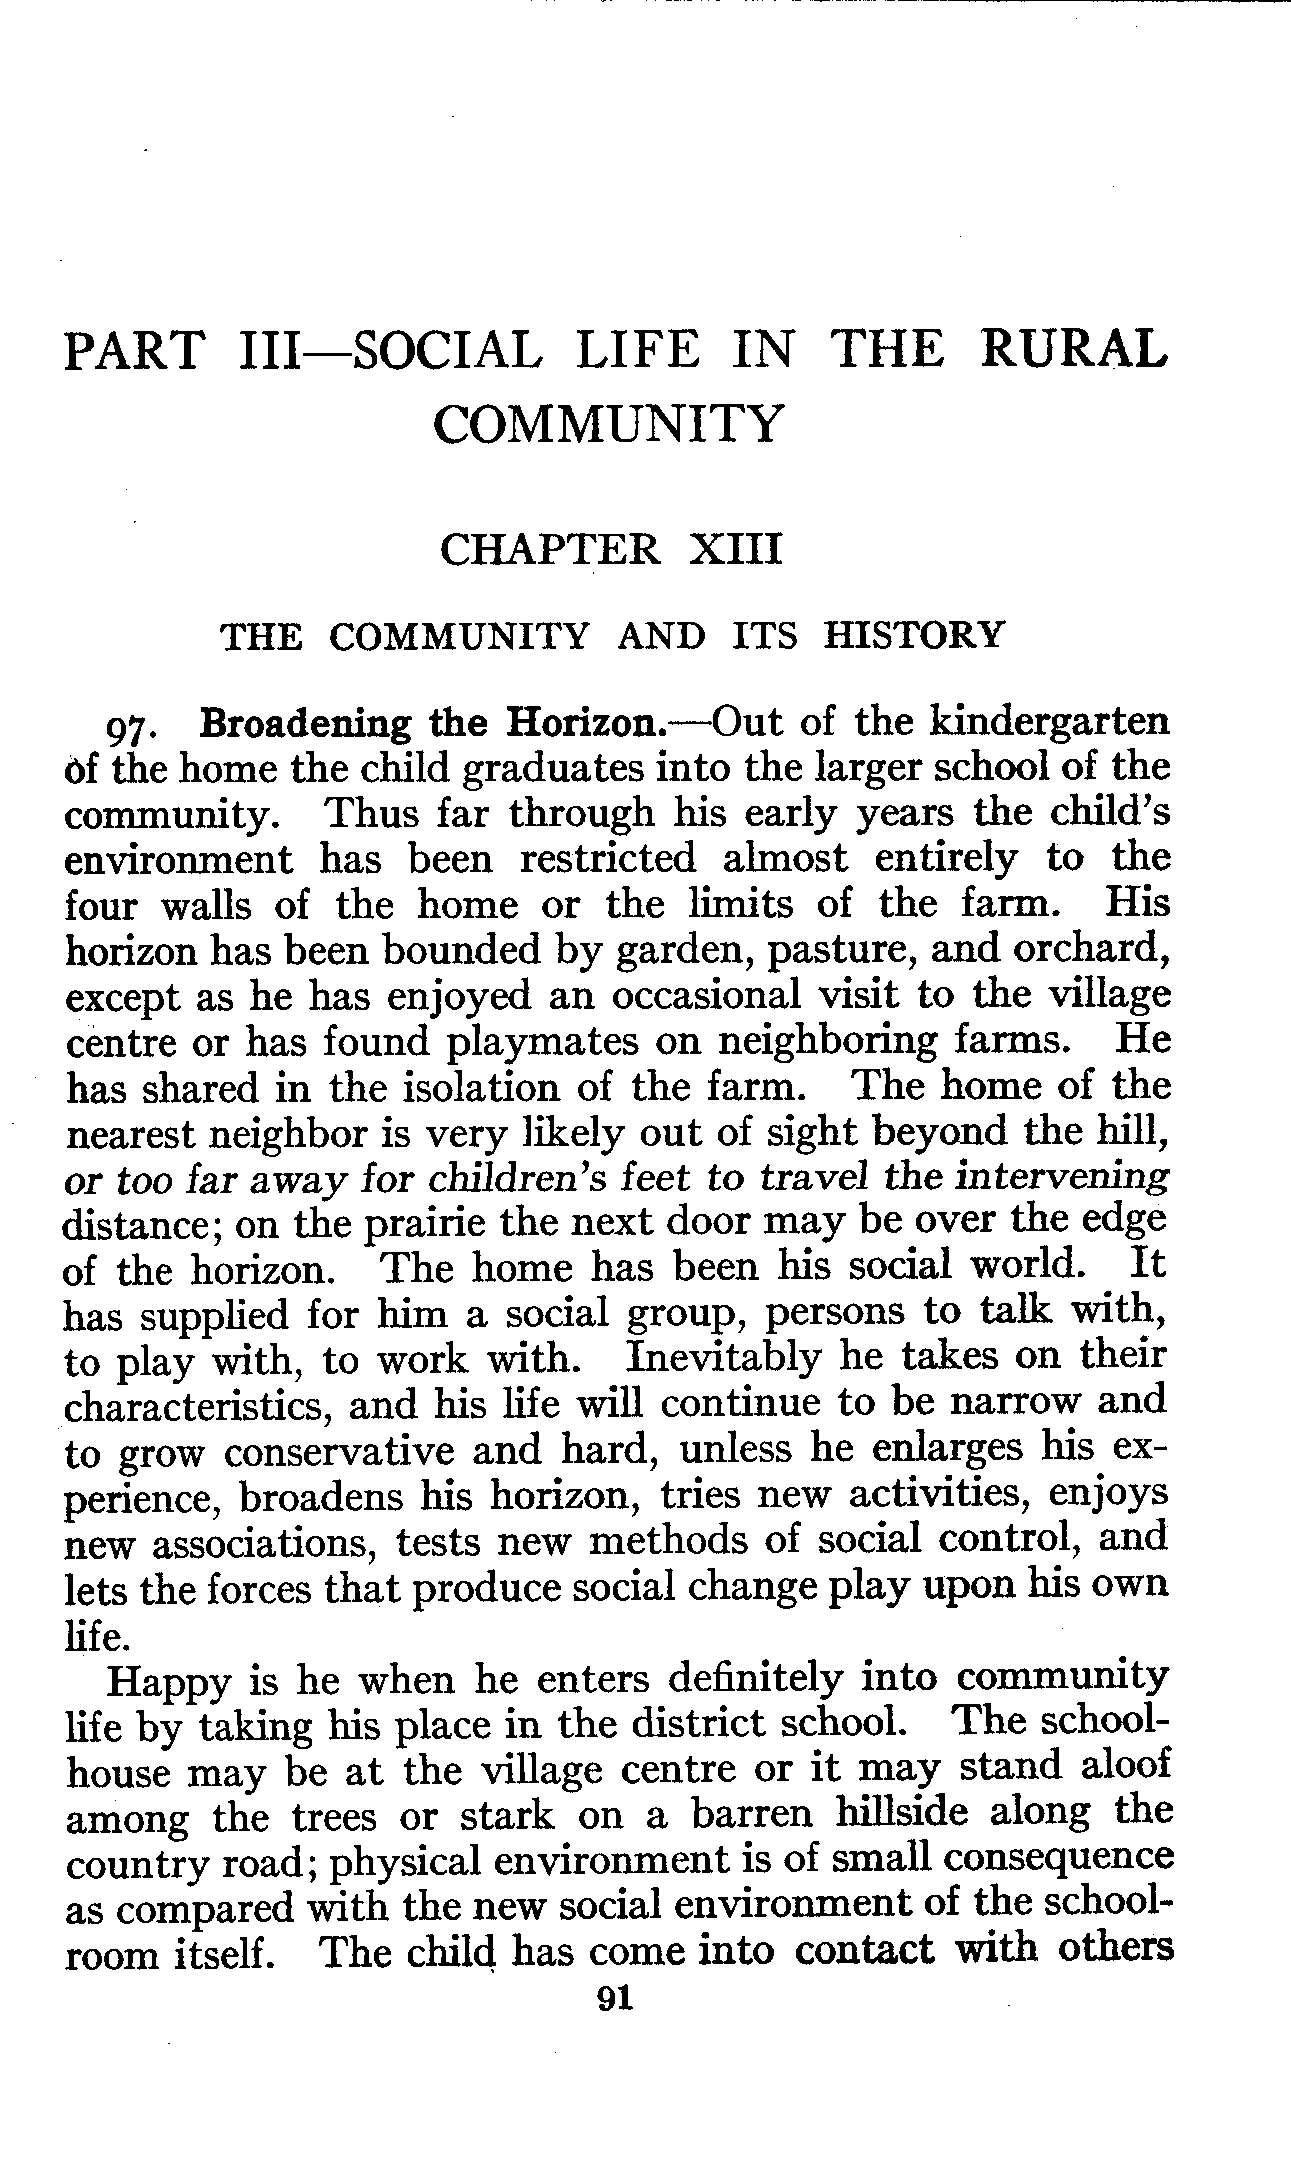 PART III—SOCIAL LIFE IN THE RURAL
COMMUNITY
CHAPTER XIII
THE COMMUNITY AND ITS HISTORY
97. Broadening the Horizon.—Out of the kindergarten
of the home the child graduates into the larger school of the
community. Thus far through his early years the child's
environment has been restricted almost entirely to the
four walls of the home or the limits of the farm. His
horizon has been bounded by garden, pasture, and orchard,
except as he has enjoyed an occasional visit to the village
centre or has found playmates on neighboring farms. He
has shared in the isolation of the farm. The home of the
nearest neighbor is very likely out of sight beyond the hill,
or too far away for children's feet to travel the intervening
distance; on the prairie the next door may be over the edge
of the horizon. The home has been his social world. It
has supplied for him a social group, persons to talk with,
to play with, to work with. Inevitably he takes on their
characteristics, and his life will continue to be narrow and
to grow conservative and hard, unless he enlarges his ex-
perience, broadens his horizon, tries new activities, enjoys
new associations, tests new methods of social control, and
lets the forces that produce social change play upon his own
life.
Happy is he when he enters definitely into community
life by taking his place in the district school. The school-
house may be at the village centre or it may stand aloof
among the trees or stark on a barren hillside along the
country road; physical environment is of small consequence
as compared with the new social environment of the school-
room itself. The child has come into contact with others
91